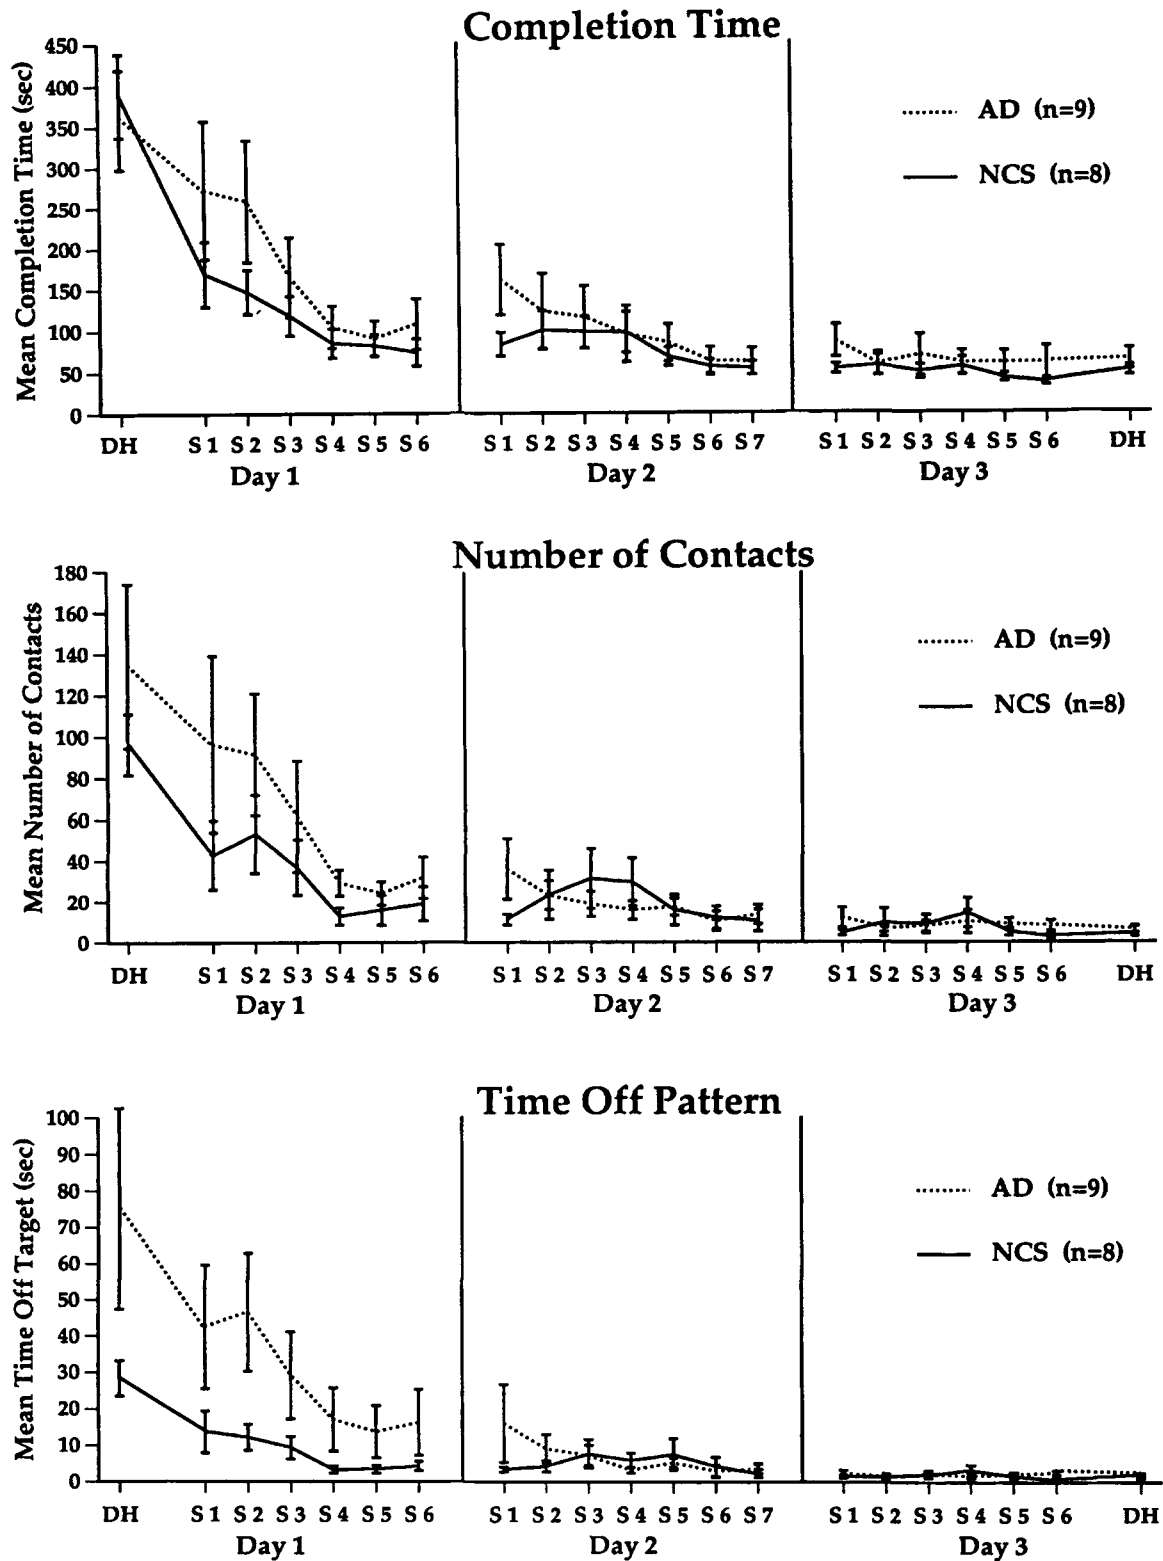 Completion Time
Mean Completion Time (sec)
450
400
350
300
250
200
150
100
50
0
AD (n=9)
NCS (n=8)
DH S 1 S 2 S 3 S 4 S 5 S 6 S 1 S 2 S 3 S 4 S 5 S 6 S 7 S 1 S 2 S 3 S 4 S 5 S 6 DH
Day 1 Day 2 Day 3
Number of Contacts
Mean Number of Contacts
180
160
140
120
100
80
60
40
20
0
AD (n=9)
NCS (n=8)
DH S 1 S 2 S 3 S 4 S 5 S 6 S 1 S 2 S 3 S 4 S 5 S 6 S 7 S 1 S 2 S 3 S 4 S 5 S 6 DH
Day 1 Day 2 Day 3
Time Off Pattern
Mean Time Off Target (sec)
100
90
80
70
60
50
40
30
20
10
0
AD (n=9)
NCS (n=8)
DH S 1 S 2 S 3 S 4 S 5 S 6 S 1 S 2 S 3 S 4 S 5 S 6 S 7 S 1 S 2 S 3 S 4 S 5 S 6 DH
Day 1 Day 2 Day 3